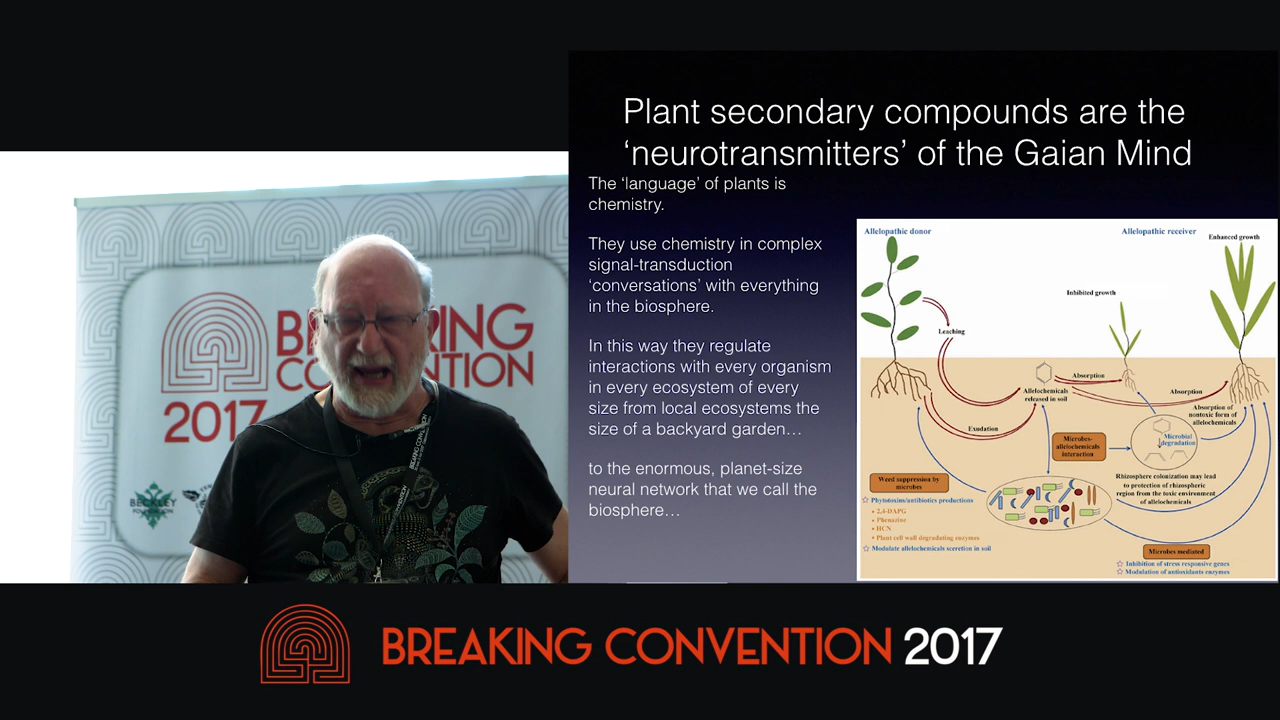 Plant secondary compounds are the
‘neurotransmitters’ of the Gaian Mind
The ‘language’ of plants is
chemistry.
They use chemistry in complex
signal-transduction
‘conversations’ with everything
in the biosphere.
In this way they regulate
interactions with every organism
in every ecosystem of every
size from local ecosystems the
size of a backyard garden…
to the enormous, planet-size
neural network that we call the
biosphere…
Allelopathic donor
Allelopathic receiver
Enhanced growth
Inhibited growth
Leaching
Absorption
Allelochemicals
released in soil
Absorption
Absorption of
nontoxic form of
allelochemicals
Exudation
Microbial
degradation
Microbes-
allelochemicals
interaction
Rhizosphere colonization may lead
to protection of rhizospheric
region from the toxic environment
of allelochemicals
Weed suppression by
microbes
Phytotoxins/antibiotics productions
• 2,4-DAPG
• Phenazine
• HCN
• Plant cell wall degrading enzymes
Modulate allelochemicals secretion in soil
Microbes mediated
Inhibition of stress responsive genes
Modulation of antioxidants enzymes
BRE KING
CO VENTION
2017
BECKLEY
BREAKING CONVENTION
BREAKING CONVENTION 2017